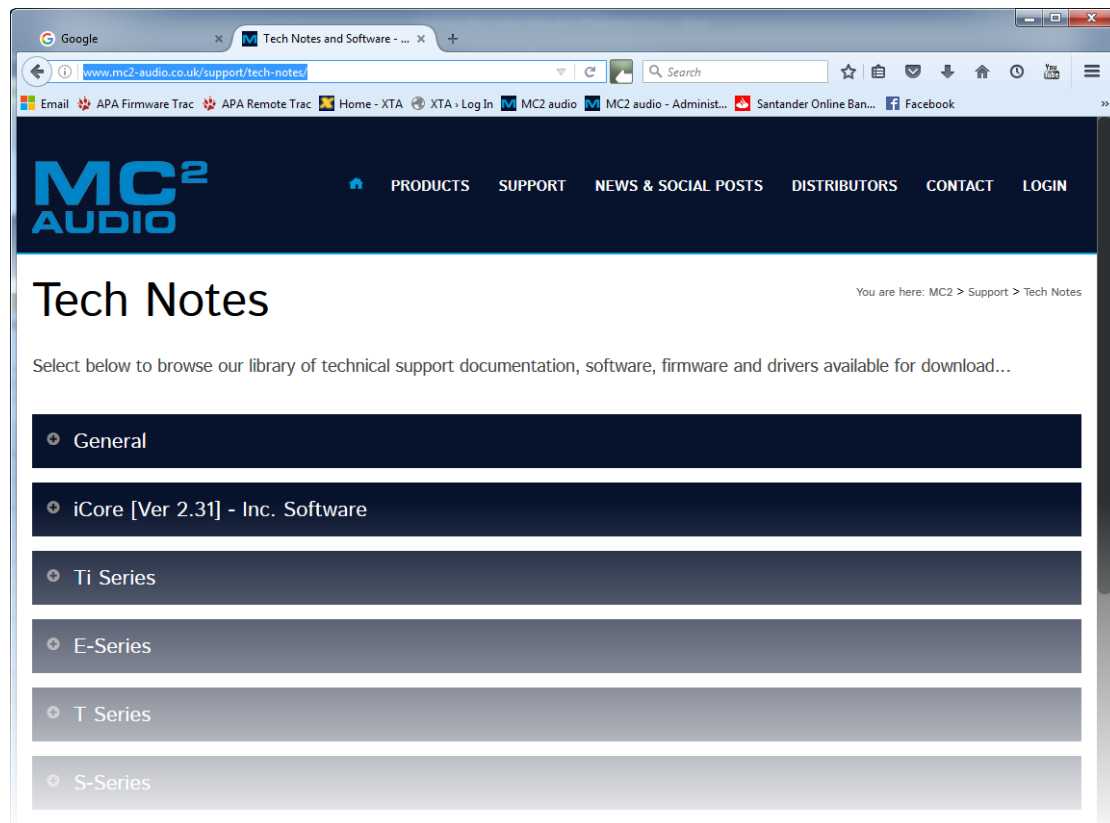 Google
Tech Notes and Software - ...
www.mc2-audio.co.uk/support/tech-notes/
Search
You Tube
Email APA Firmware Trac APA Remote Trac Home - XTA XTA › Log In MC2 audio MC2 audio - Administ... Santander Online Ban... Facebook »
MC²
AUDIO
PRODUCTS SUPPORT NEWS & SOCIAL POSTS DISTRIBUTORS CONTACT LOGIN
Tech Notes
You are here: MC2 > Support > Tech Notes
Select below to browse our library of technical support documentation, software, firmware and drivers available for download...
General
iCore [Ver 2.31] - Inc. Software
Ti Series
E-Series
T Series
S-Series